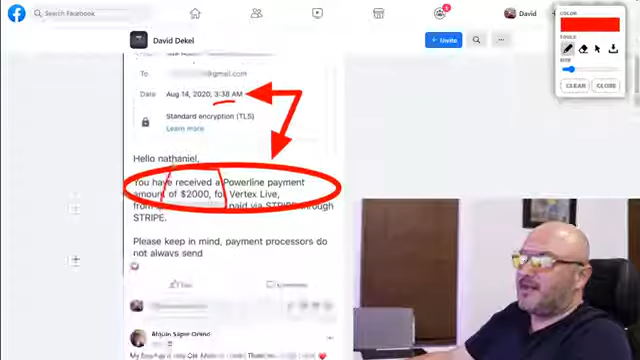 Search Facebook
David
COLOR
TOOLS
SIZE
CLEAR
CLOSE
David Dekel
+ Invite
To
@gmail.com
Date Aug 14, 2020, 3:38 AM
Standard encryption (TLS)
Learn more
Hello nathaniel,
You have received a Powerline payment
amount of $2000, for Vertex Live,
from
paid via STRIPE through
STRIPE.
Please keep in mind, payment processors do
not always send